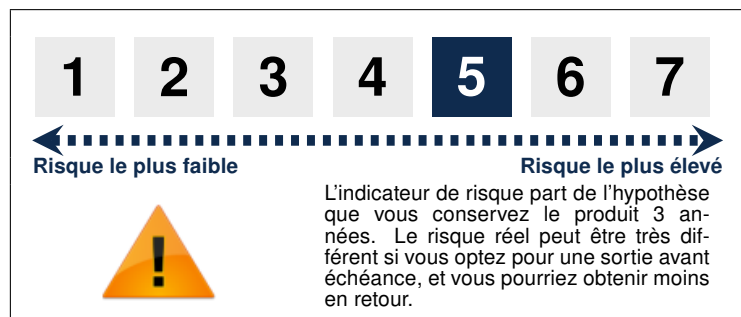 1 2 3 4 5 6 7
Risque le plus faible Risque le plus élevé
L'indicateur de risque part de l'hypothèse
que vous conservez le produit 3 an-
nées. Le risque réel peut être très dif-
férent si vous optez pour une sortie avant
échéance, et vous pourriez obtenir moins
en retour.